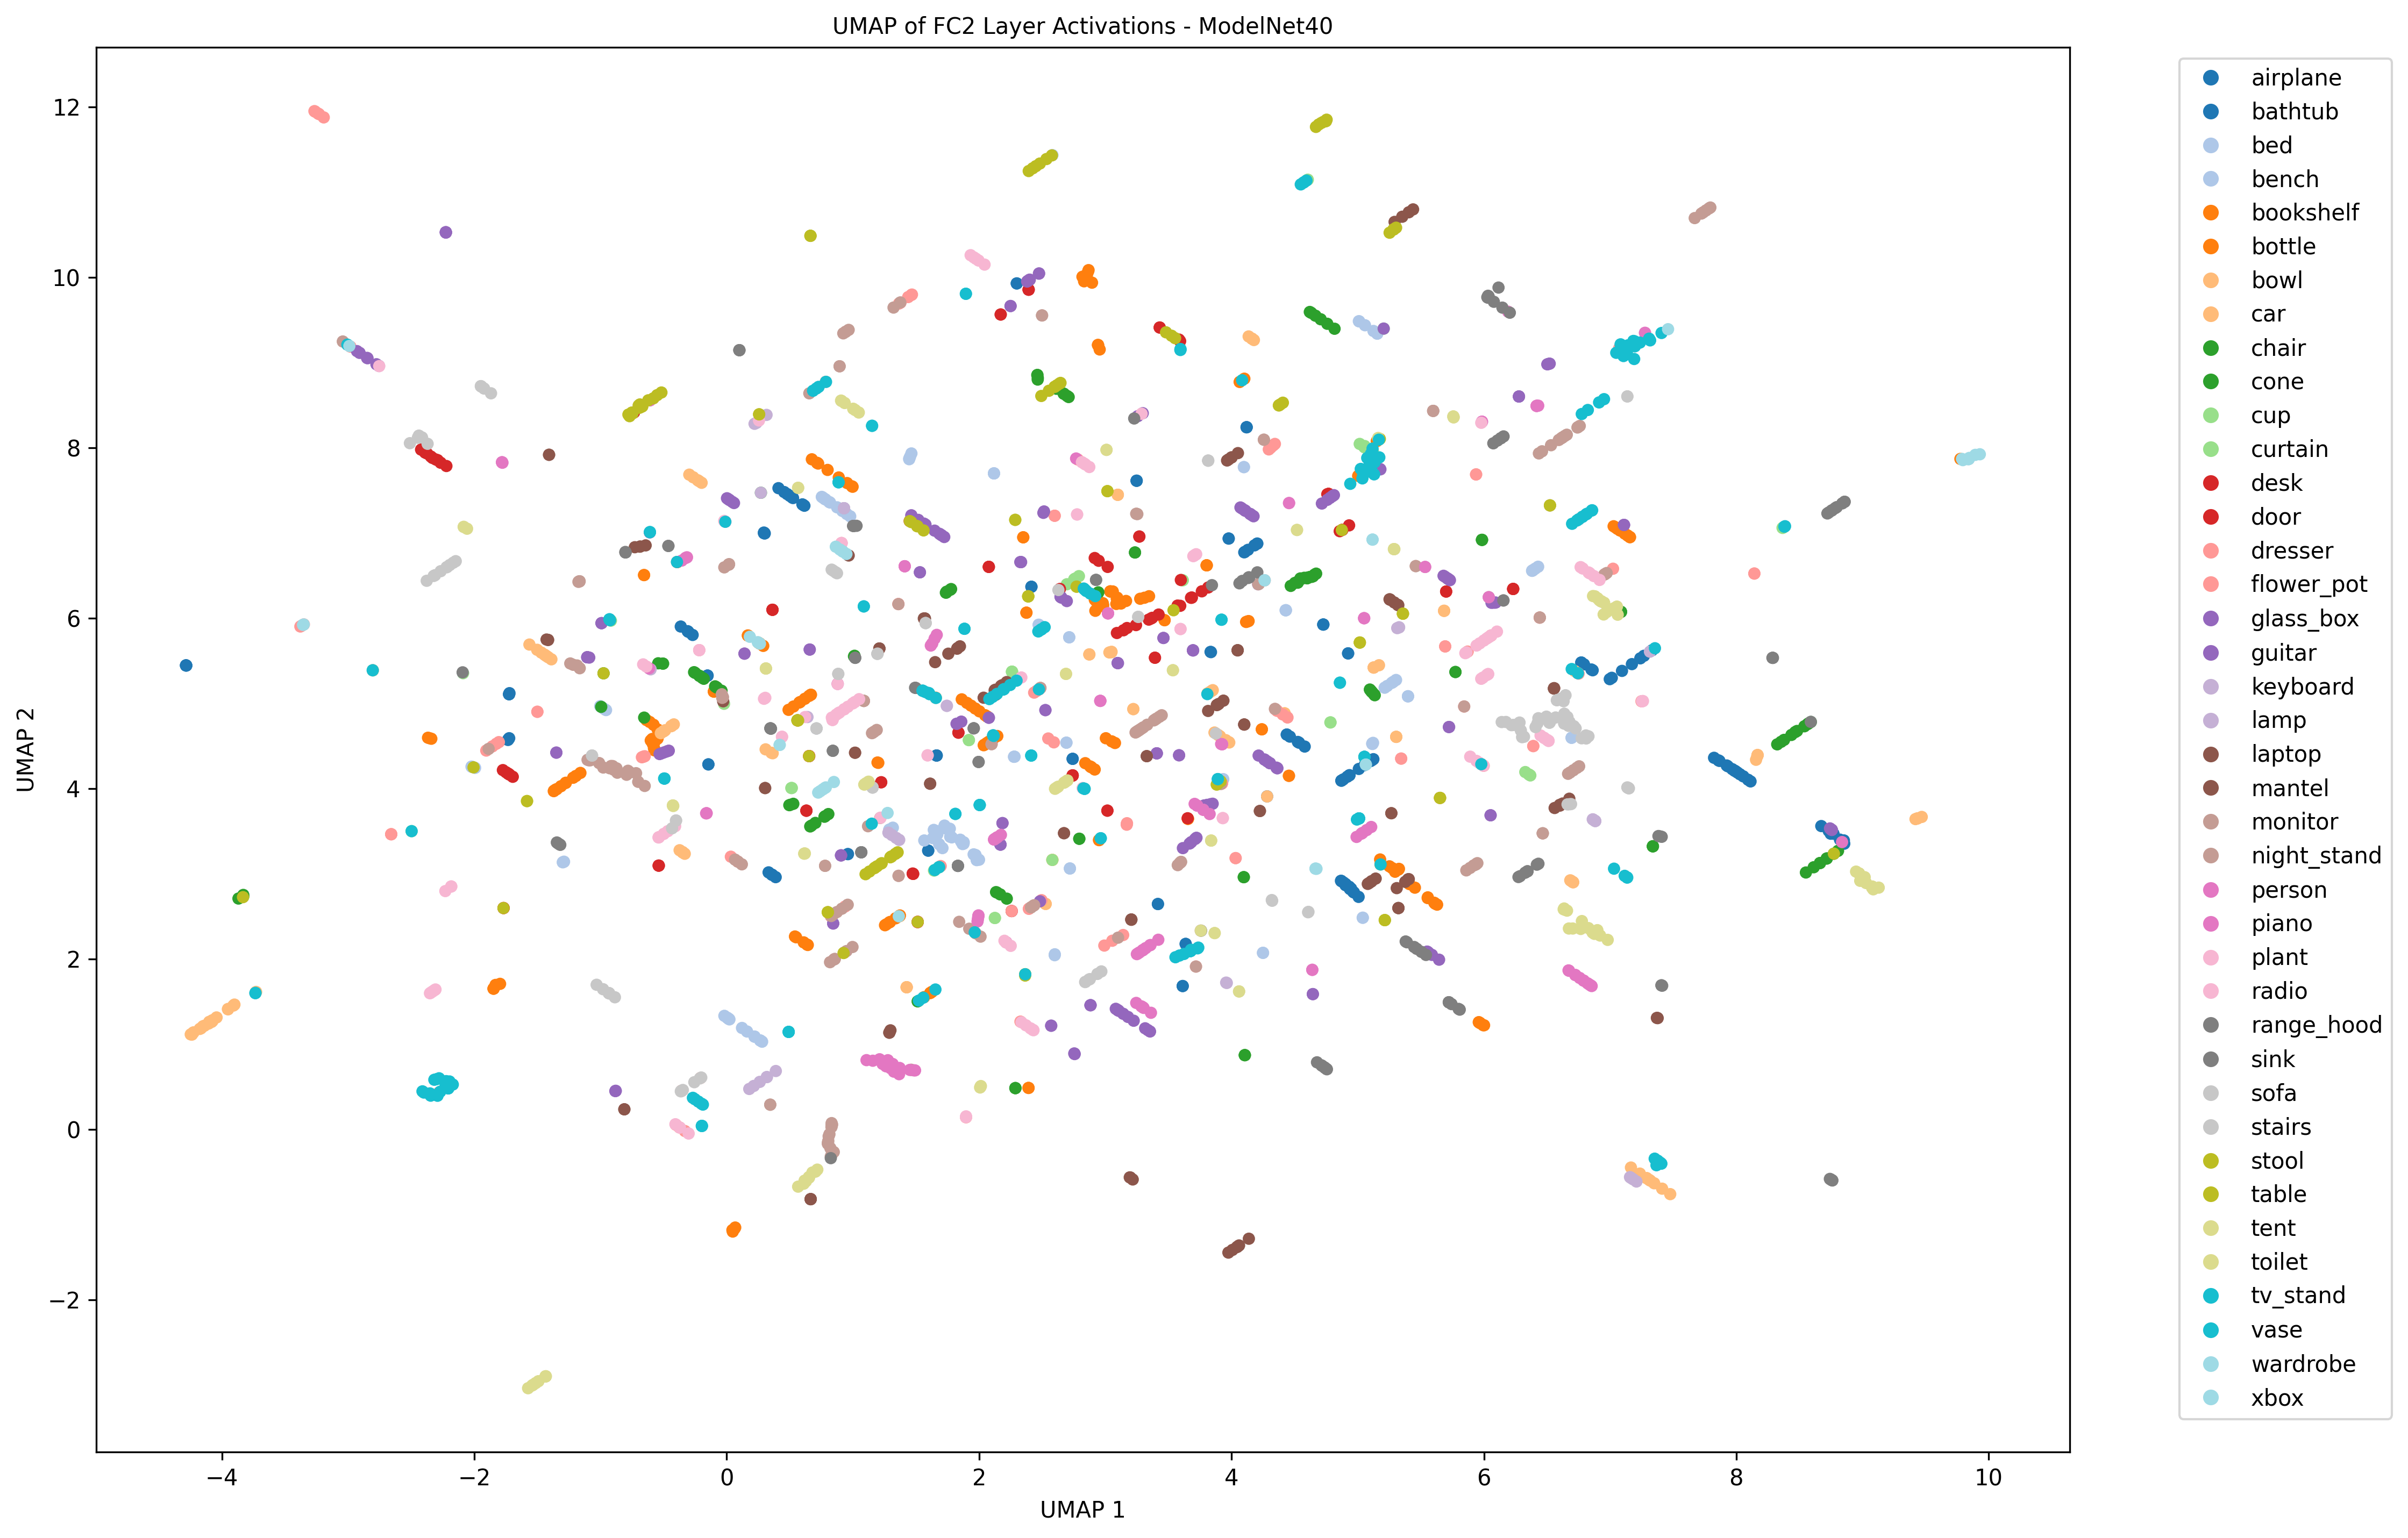 UMAP of FC2 Layer Activations - ModelNet40
12
10
8
6
4
2
0
−2
UMAP 2
−4
−2
0
2
4
6
8
10
UMAP 1
airplane
bathtub
bed
bench
bookshelf
bottle
bowl
car
chair
cone
cup
curtain
desk
door
dresser
flower_pot
glass_box
guitar
keyboard
lamp
laptop
mantel
monitor
night_stand
person
piano
plant
radio
range_hood
sink
sofa
stairs
stool
table
tent
toilet
tv_stand
vase
wardrobe
xbox